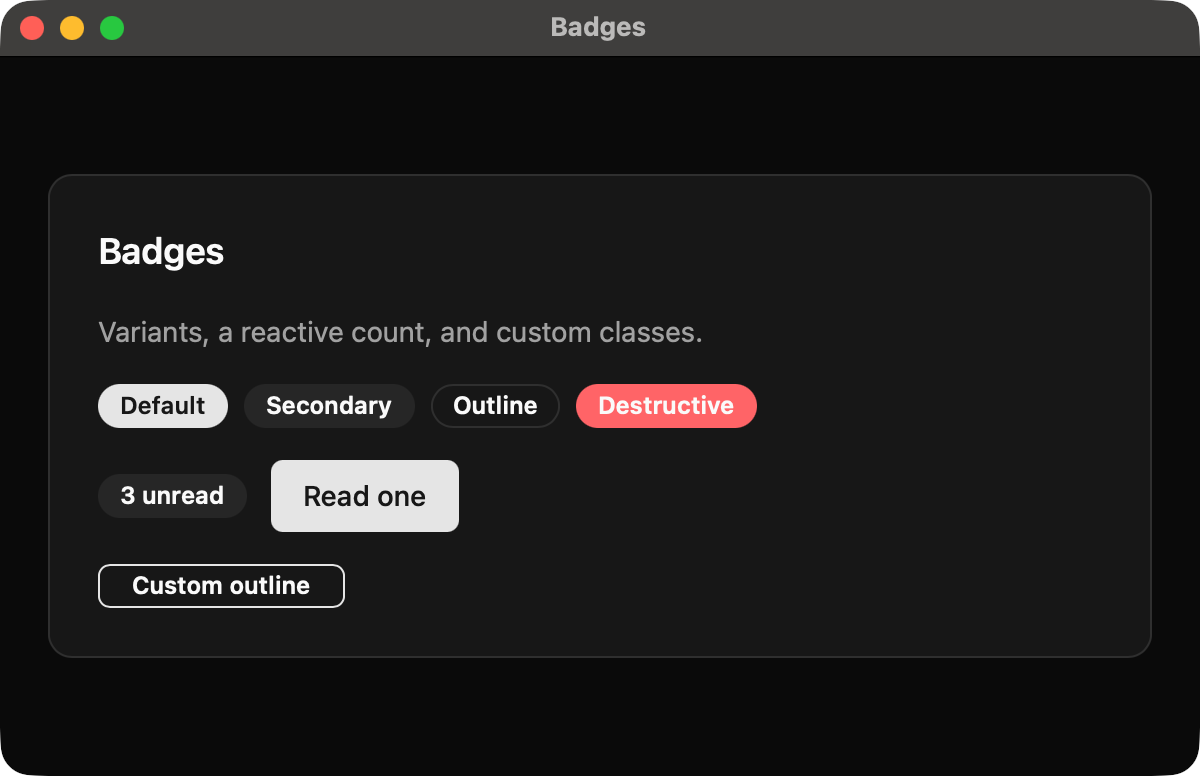 Badges
Badges
Variants, a reactive count, and custom classes.
Default Secondary Outline Destructive
3 unread Read one
Custom outline